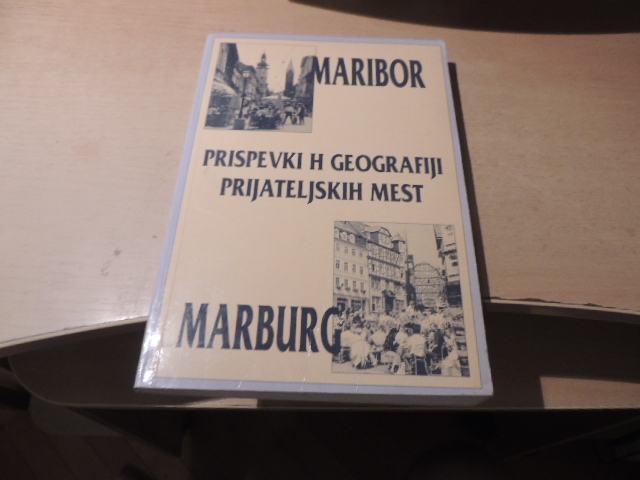 MARIBOR
PRISPEVKI H GEOGRAFIJI
PRIJATELJSKIH MEST
MARBURG